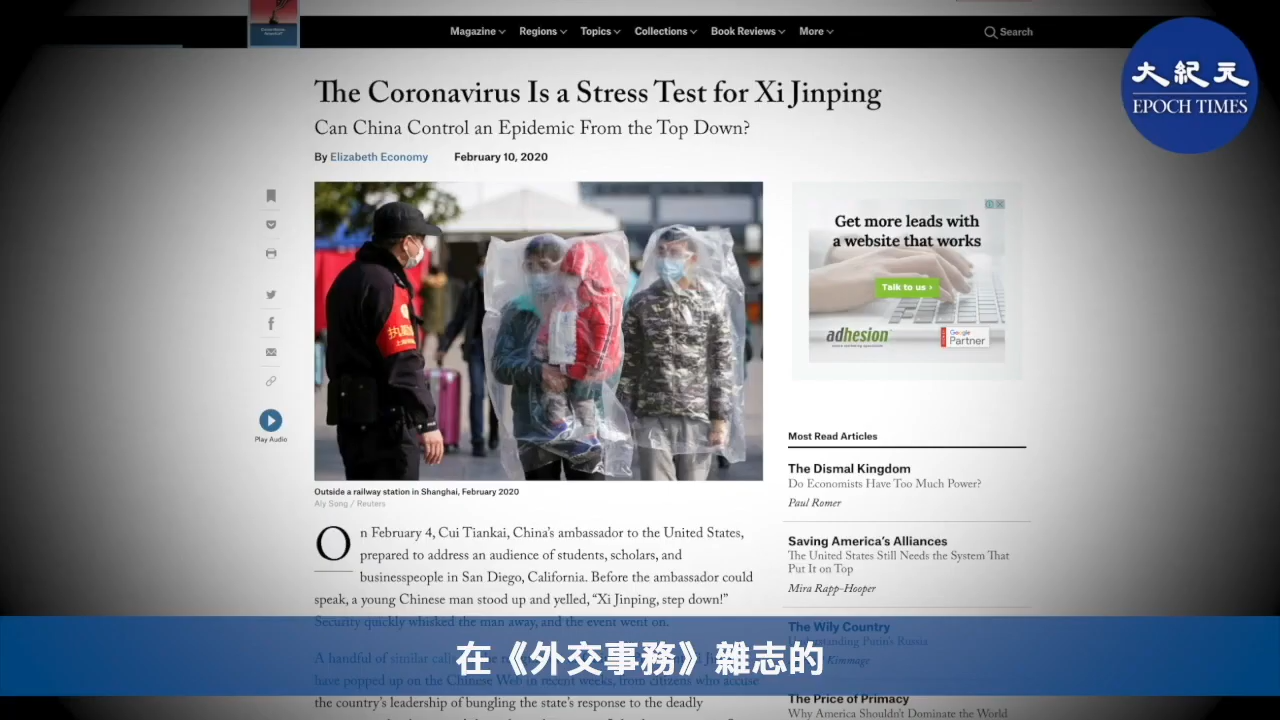 Magazine
Regions
Topics
Collections
Book Reviews
More
Search
大紀元
EPOCH TIMES
The Coronavirus Is a Stress Test for Xi Jinping
Can China Control an Epidemic From the Top Down?
By Elizabeth Economy February 10, 2020
Play Audio
Outside a railway station in Shanghai, February 2020
Aly Song / Reuters
On February 4, Cui Tiankai, China's ambassador to the United States,
prepared to address an audience of students, scholars, and
businesspeople in San Diego, California. Before the ambassador could
speak, a young Chinese man stood up and yelled, “Xi Jinping, step down!”
Security quickly whisked the man away, and the event went on.
A handful of similar
have popped up on the Chinese Web in recent weeks, from citizens who accuse
the country's leadership of bungling the state's response to the deadly
Get more leads with
a website that works
Talk to us ›
adhesion
Google
Partner
Most Read Articles
The Dismal Kingdom
Do Economists Have Too Much Power?
Paul Romer
Saving America's Alliances
The United States Still Needs the System That
Put it on Top
Mira Rapp-Hooper
The Wily Country
Understanding Putin's Russia
Kimmage
The Price of Primacy
Why America Shouldn't Dominate the World
在《外交事務》雜志的